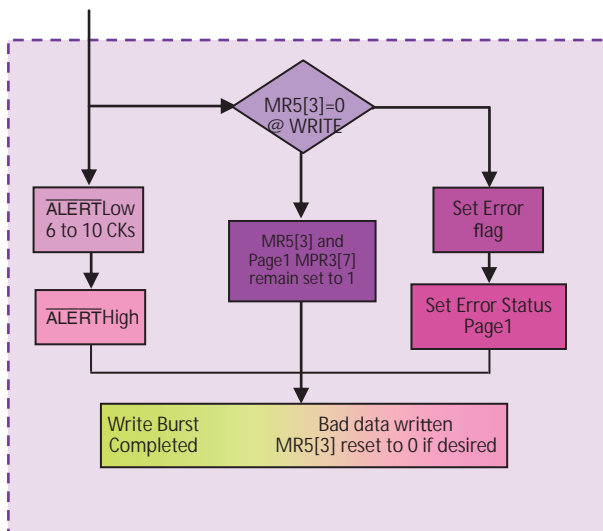 MR5[3]=0
@ WRITE
A̅L̅E̅R̅T̅Low
6 to 10 CKs
MR5[3] and
Page1 MPR3[7]
remain set to 1
Set Error
flag
A̅L̅E̅R̅T̅High
Set Error Status
Page1
Write Burst
Completed
Bad data written
MR5[3] reset to 0 if desired